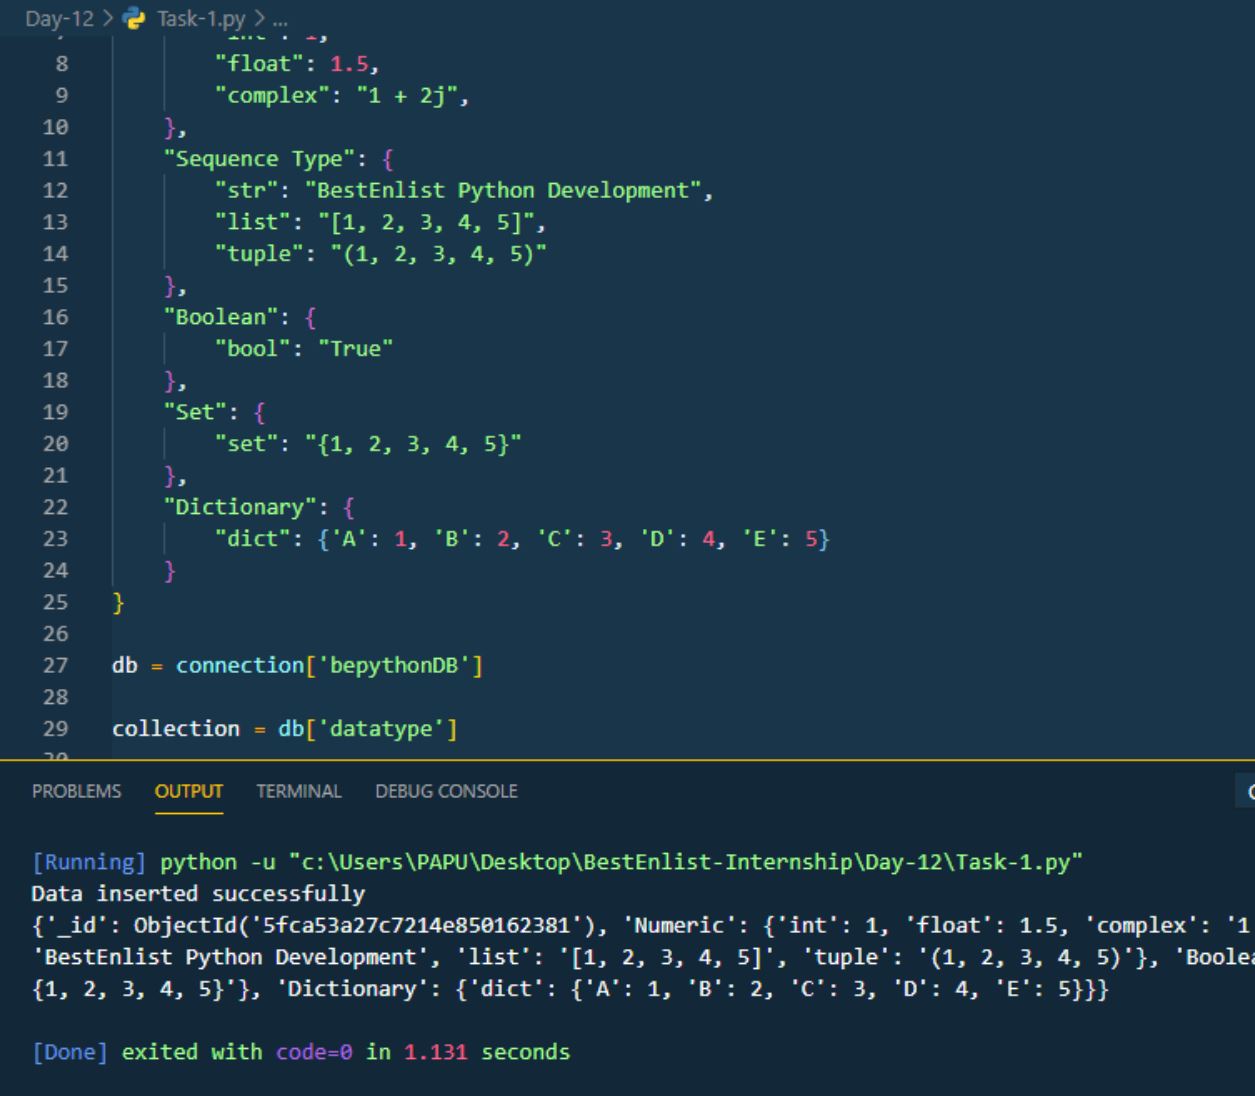 Day-12 > Task-1.py > ...
8 "float": 1.5,
9 "complex": "1 + 2j",
10 },
11 "Sequence Type": {
12 "str": "BestEnlist Python Development",
13 "list": "[1, 2, 3, 4, 5]",
14 "tuple": "(1, 2, 3, 4, 5)"
15 },
16 "Boolean": {
17 "bool": "True"
18 },
19 "Set": {
20 "set": "{1, 2, 3, 4, 5}"
21 },
22 "Dictionary": {
23 "dict": {'A': 1, 'B': 2, 'C': 3, 'D': 4, 'E': 5}
24 }
25 }
26
27 db = connection['bepythonDB']
28
29 collection = db['datatype']
PROBLEMS OUTPUT TERMINAL DEBUG CONSOLE
[Running] python -u "c:\Users\PAPU\Desktop\BestEnlist-Internship\Day-12\Task-1.py"
Data inserted successfully
{'_id': ObjectId('5fca53a27c7214e850162381'), 'Numeric': {'int': 1, 'float': 1.5, 'complex': '1
'BestEnlist Python Development', 'list': '[1, 2, 3, 4, 5]', 'tuple': '(1, 2, 3, 4, 5)'}, 'Boolea
{1, 2, 3, 4, 5}'}, 'Dictionary': {'dict': {'A': 1, 'B': 2, 'C': 3, 'D': 4, 'E': 5}}}
[Done] exited with code=0 in 1.131 seconds